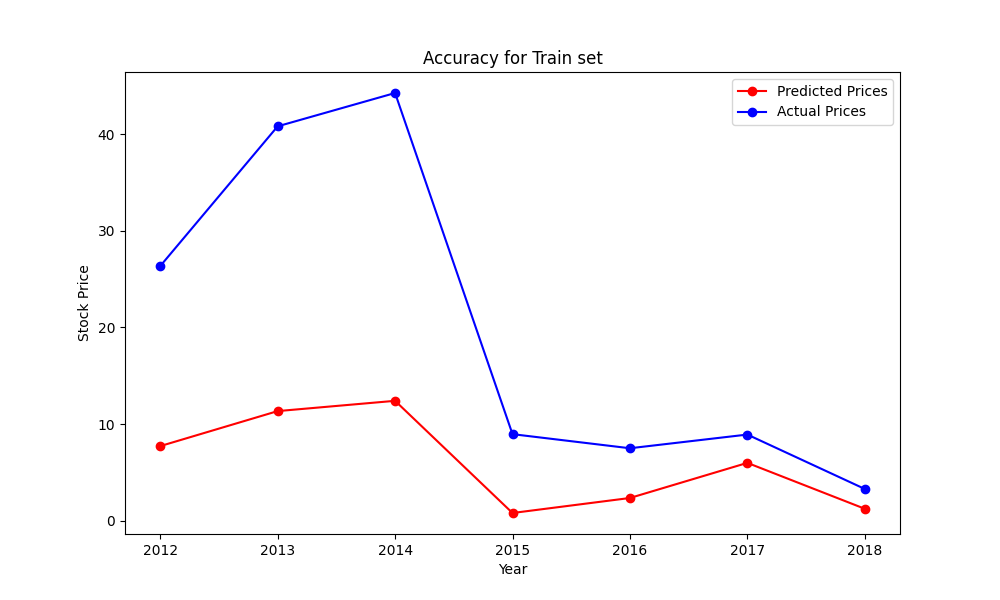 Accuracy for Train set
Predicted Prices
Actual Prices
Stock Price
40
30
20
10
0
2012 2013 2014 2015 2016 2017 2018
Year